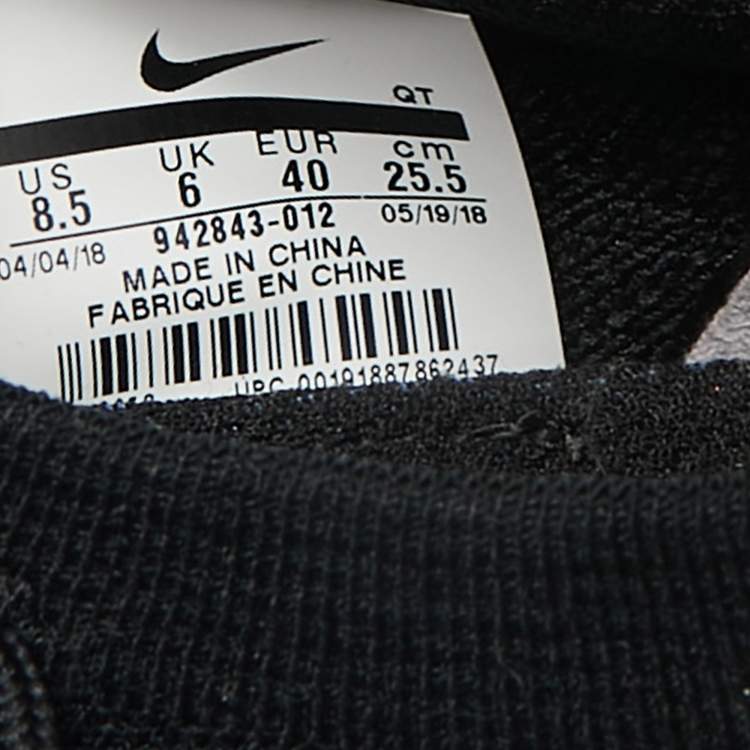 QT
US UK EUR cm
8.5 6 40 25.5
04/04/18 942843-012 05/19/18
MADE IN CHINA
FABRIQUE EN CHINE
UPC 00191887862437